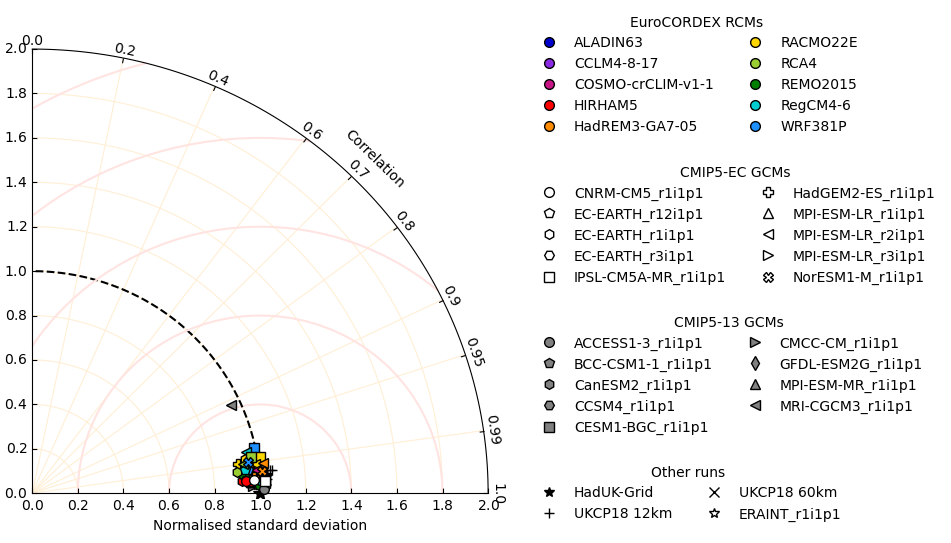 EuroCORDEX RCMs
ALADIN63
RACMO22E
CCLM4-8-17
RCA4
COSMO-crCLIM-v1-1
REMO2015
HIRHAM5
RegCM4-6
HadREM3-GA7-05
WRF381P
CMIP5-EC GCMs
CNRM-CM5_r1i1p1
HadGEM2-ES_r1i1p1
EC-EARTH_r12i1p1
MPI-ESM-LR_r1i1p1
EC-EARTH_r1i1p1
MPI-ESM-LR_r2i1p1
EC-EARTH_r3i1p1
MPI-ESM-LR_r3i1p1
IPSL-CM5A-MR_r1i1p1
NorESM1-M_r1i1p1
CMIP5-13 GCMs
ACCESS1-3_r1i1p1
CMCC-CM_r1i1p1
BCC-CSM1-1_r1i1p1
GFDL-ESM2G_r1i1p1
CanESM2_r1i1p1
MPI-ESM-MR_r1i1p1
CCSM4_r1i1p1
MRI-CGCM3_r1i1p1
CESM1-BGC_r1i1p1
Other runs
HadUK-Grid
UKCP18 60km
UKCP18 12km
ERAINT_r1i1p1
2.0
1.8
1.6
1.4
1.2
1.0
0.8
0.6
0.4
0.2
0.0
0.0
0.2
0.4
0.6
0.7
0.8
0.9
0.95
0.99
1.0
Correlation
0.0
0.2
0.4
0.6
0.8
1.0
1.2
1.4
1.6
1.8
2.0
Normalised standard deviation